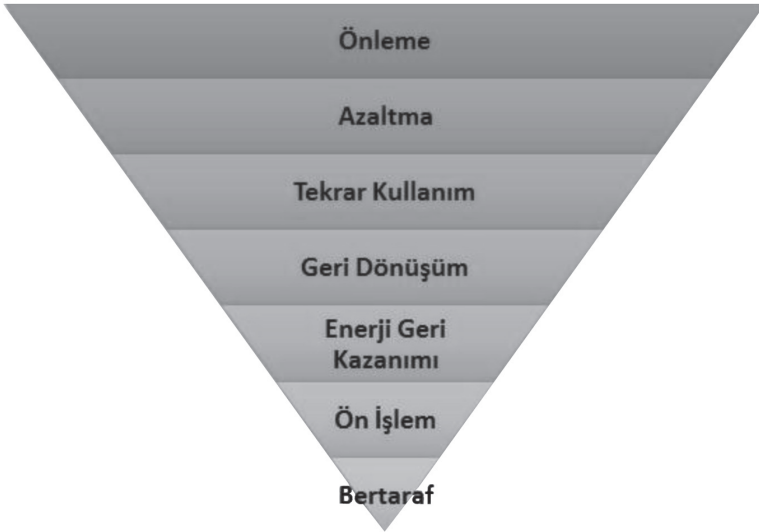 Önleme
Azaltma
Tekrar Kullanım
Geri Dönüşüm
Enerji Geri
Kazanımı
Ön İşlem
Bertaraf